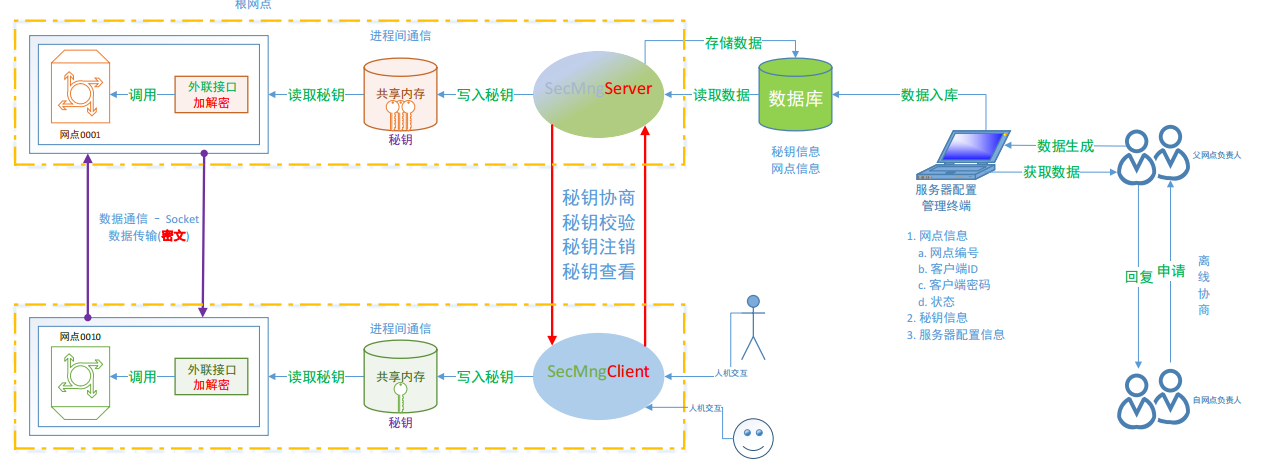 根网点
进程间通信
存储数据
外联接口
加解密
调用
读取秘钥
共享内存
写入秘钥
SecMngServer
读取数据
数据库
数据入库
网点0001
秘钥
秘钥信息
网点信息
数据生成
获取数据
父网点负责人
服务器配置
管理终端
数据通信 – Socket
数据传输(密文)
秘钥协商
秘钥校验
秘钥注销
秘钥查看
1. 网点信息
a. 网点编号
b. 客户端ID
c. 客户端密码
d. 状态
2. 秘钥信息
3. 服务器配置信息
回复
申请
离
线
协
商
网点0010
进程间通信
外联接口
加解密
调用
读取秘钥
共享内存
写入秘钥
SecMngClient
秘钥
人机交互
人机交互
自网点负责人